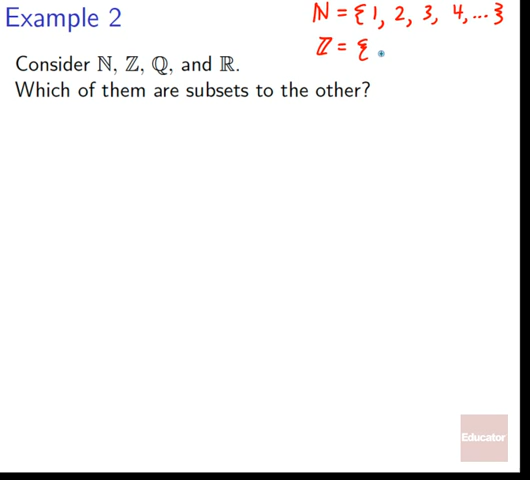 Example 2
ℕ = {1, 2, 3, 4, ...}
ℤ = {
Consider ℕ, ℤ, ℚ, and ℝ.
Which of them are subsets to the other?
Educator